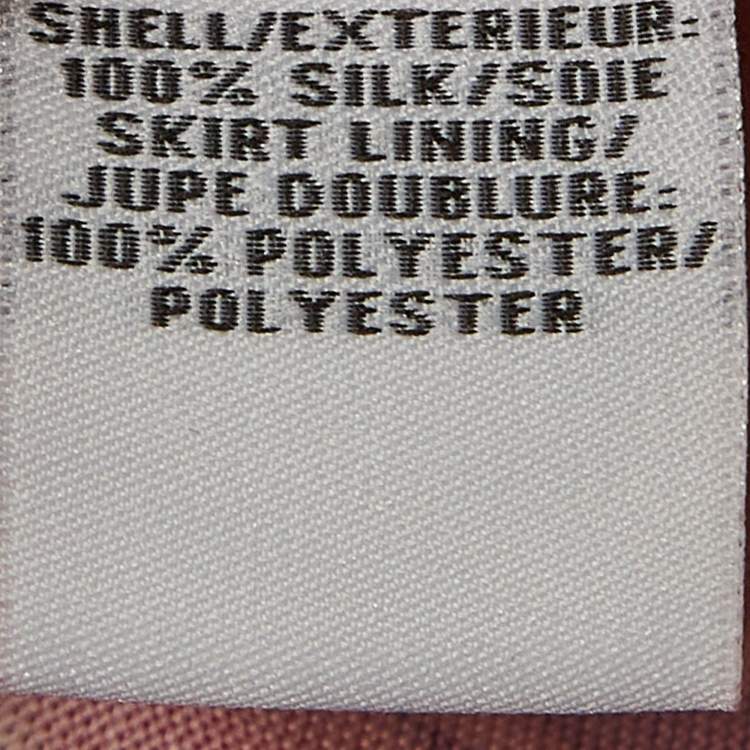 SHELL/EXTERIEUR:
100% SILK/SOIE
SKIRT LINING/
JUPE DOUBLURE:
100% POLYESTER/
POLYESTER